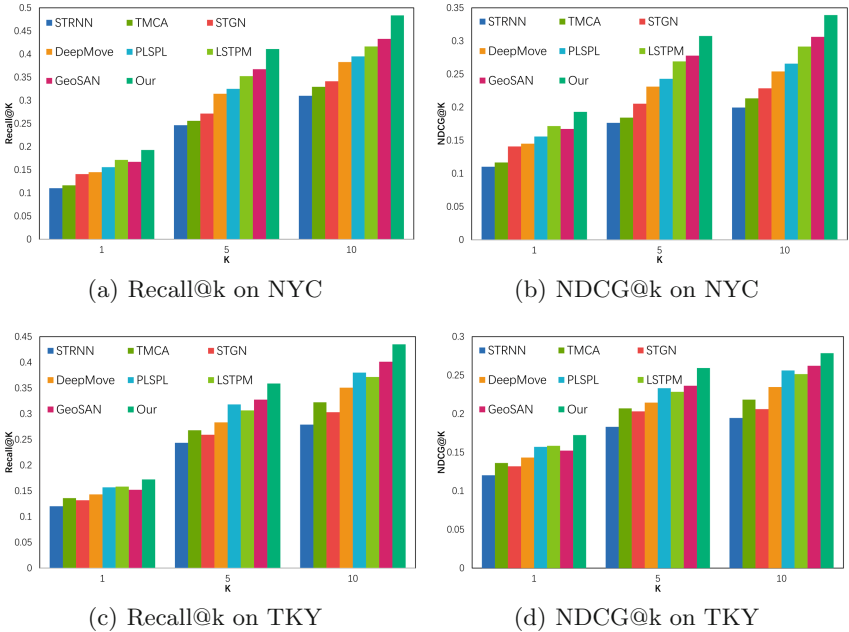 0.5
0.45
0.4
0.35
0.3
0.25
0.2
0.15
0.1
0.05
0
Recall@K
STRNN TMCA STGN
DeepMove PLSPL LSTPM
GeoSAN Our
1 5 10
K
(a) Recall@k on NYC
0.35
0.3
0.25
0.2
0.15
0.1
0.05
0
NDCG@K
STRNN TMCA STGN
DeepMove PLSPL LSTPM
GeoSAN Our
1 5 10
K
(b) NDCG@k on NYC
0.45
0.4
0.35
0.3
0.25
0.2
0.15
0.1
0.05
0
Recall@K
STRNN TMCA STGN
DeepMove PLSPL LSTPM
GeoSAN Our
1 5 10
K
(c) Recall@k on TKY
0.3
0.25
0.2
0.15
0.1
0.05
0
NDCG@K
STRNN TMCA STGN
DeepMove PLSPL LSTPM
GeoSAN Our
1 5 10
K
(d) NDCG@k on TKY